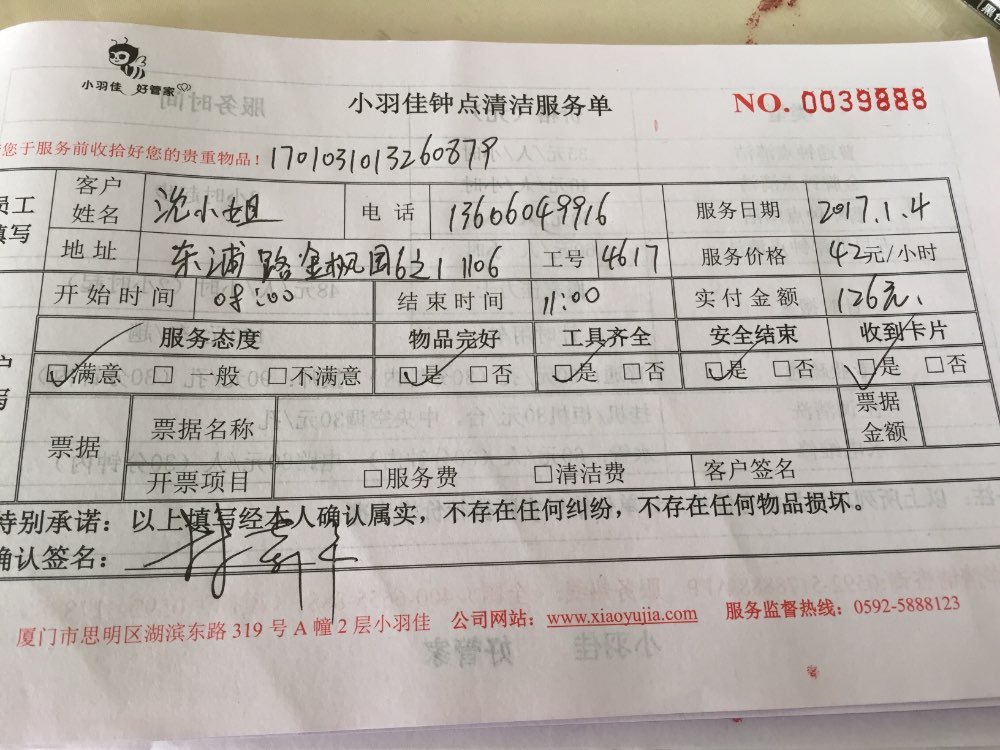 小羽佳 好管家
小羽佳钟点清洁服务单
NO. 0039888
您于服务前收拾好您的贵重物品！ 1701031013260879
员工填写
客户姓名 沈小姐 电话 13606049916 服务日期 2017.1.4
地址 东浦路金枫园6之1 1106 工号 4617 服务价格 42元/小时
开始时间 08:00 结束时间 11:00 实付金额 126元
服务态度 物品完好 工具齐全 安全结束 收到卡片
☑满意 □一般 □不满意 ☑是 □否 ☑是 □否 ☑是 □否 ☑是 □否
票据 票据名称 票据金额
开票项目 □服务费 □清洁费 客户签名
特别承诺：以上填写经本人确认属实，不存在任何纠纷，不存在任何物品损坏。
确认签名：
厦门市思明区湖滨东路 319 号 A 幢 2 层小羽佳 公司网站：www.xiaoyujia.com 服务监督热线：0592-5888123